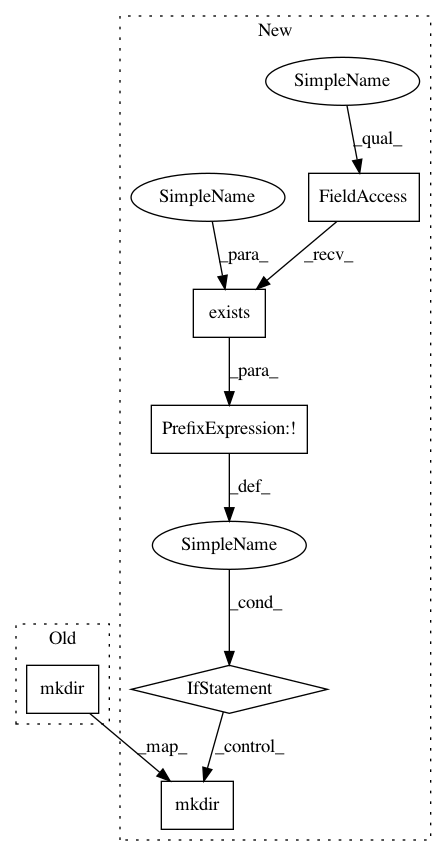 New
SimpleName
_qual_
SimpleName
FieldAccess
_para_
_recv_
exists
_para_
PrefixExpression:!
_def_
SimpleName
_cond_
Old
mkdir
IfStatement
_map_
_control_
mkdir